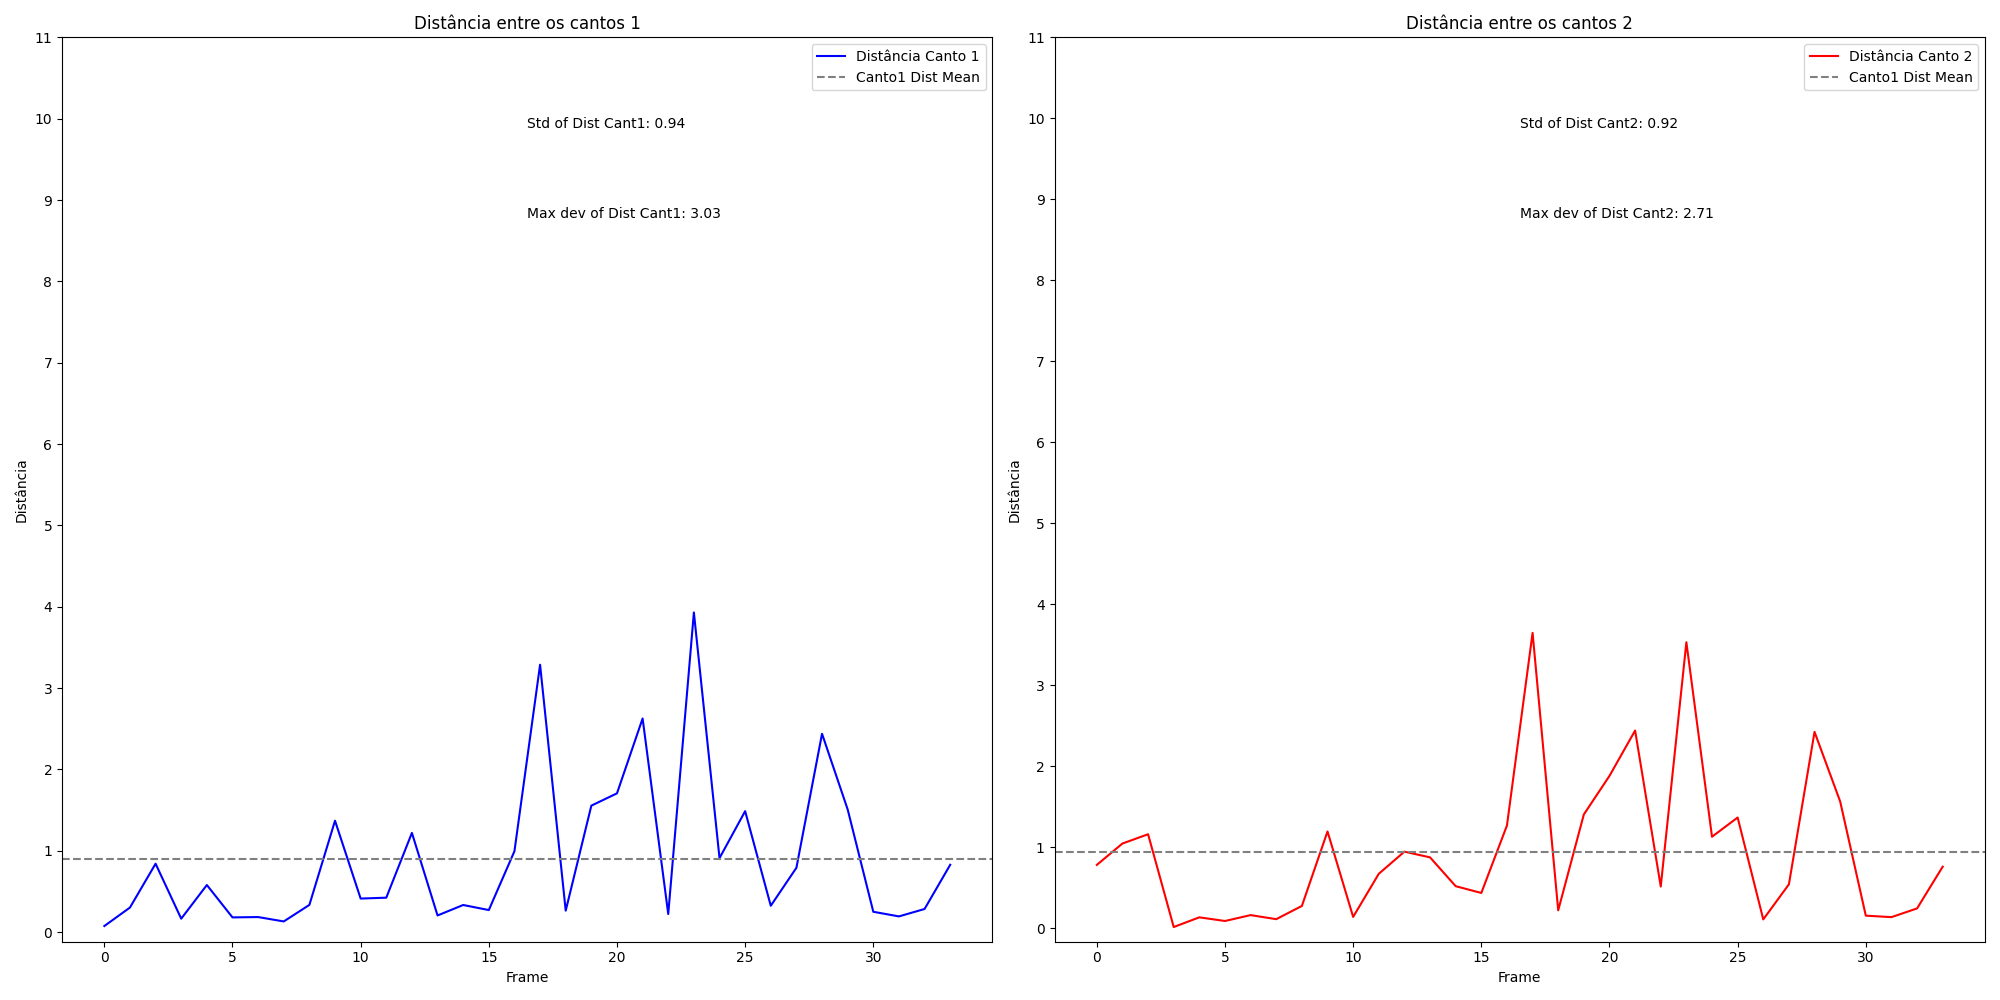 Distância entre os cantos 1
Distância Canto 1
Canto1 Dist Mean
Std of Dist Cant1: 0.94
Max dev of Dist Cant1: 3.03
Distância
11
10
9
8
7
6
5
4
3
2
1
0
0 5 10 15 20 25 30
Frame
Distância entre os cantos 2
Distância Canto 2
Canto1 Dist Mean
Std of Dist Cant2: 0.92
Max dev of Dist Cant2: 2.71
Distância
11
10
9
8
7
6
5
4
3
2
1
0
0 5 10 15 20 25 30
Frame